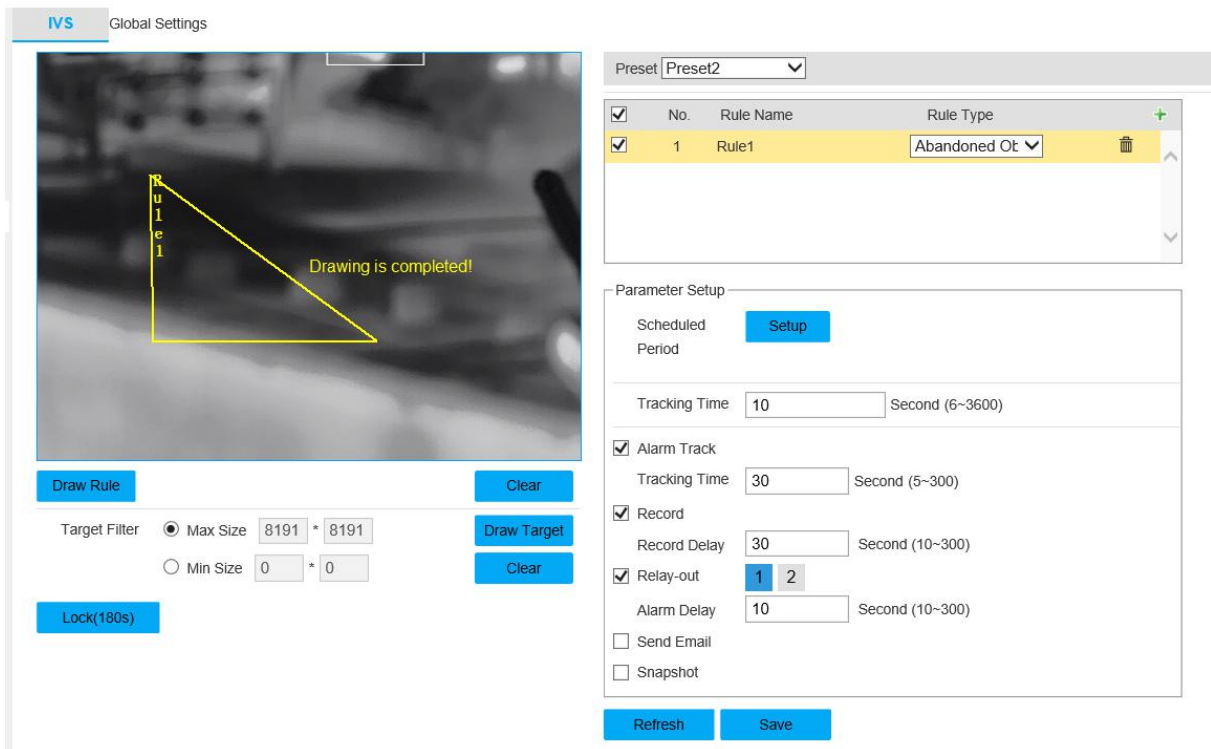 IVS Global Settings
Rule1
Drawing is completed!
Draw Rule Clear
Target Filter Max Size 8191 * 8191 Draw Target
Min Size 0 * 0 Clear
Lock(180s)
Preset Preset2
No. Rule Name Rule Type
1 Rule1 Abandoned Ob
Parameter Setup
Scheduled Setup
Period
Tracking Time 10 Second (6~3600)
Alarm Track
Tracking Time 30 Second (5~300)
Record
Record Delay 30 Second (10~300)
Relay-out 1 2
Alarm Delay 10 Second (10~300)
Send Email
Snapshot
Refresh Save